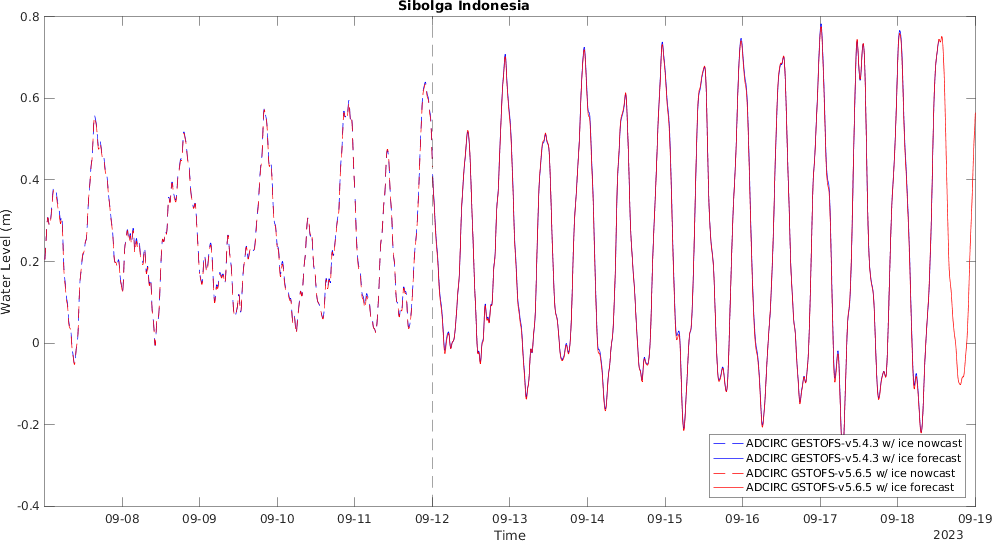 Sibolga Indonesia
0.8
0.6
0.4
0.2
0
-0.2
-0.4
Water Level (m)
ADCIRC GESTOFS-v5.4.3 w/ ice nowcast
ADCIRC GESTOFS-v5.4.3 w/ ice forecast
ADCIRC GSTOFS-v5.6.5 w/ ice nowcast
ADCIRC GSTOFS-v5.6.5 w/ ice forecast
09-08 09-09 09-10 09-11 09-12 09-13 09-14 09-15 09-16 09-17 09-18 09-19
Time
2023